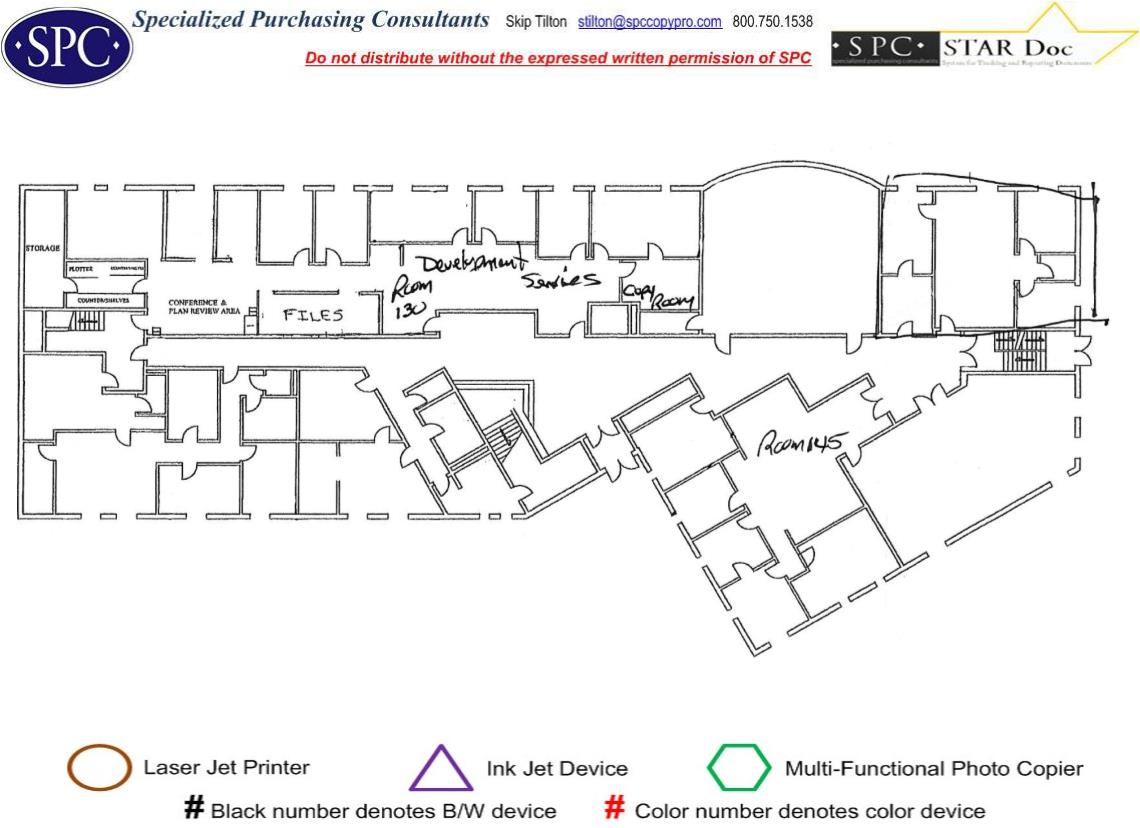 Specialized Purchasing Consultants Skip Tilton stilton@spccopypro.com 800.750.1538
·SPC·
·SPC· STAR Doc
specialized purchasing consultants System for Tracking and Reporting Documents
Do not distribute without the expressed written permission of SPC
STORAGE
PLOTTER
COUNTER/SHELVES
CONFERENCE &
PLAN REVIEW AREA
FILES
Room
130
Development
Services
Copy
Room
Room 145
Laser Jet Printer
Ink Jet Device
Multi-Functional Photo Copier
# Black number denotes B/W device
# Color number denotes color device